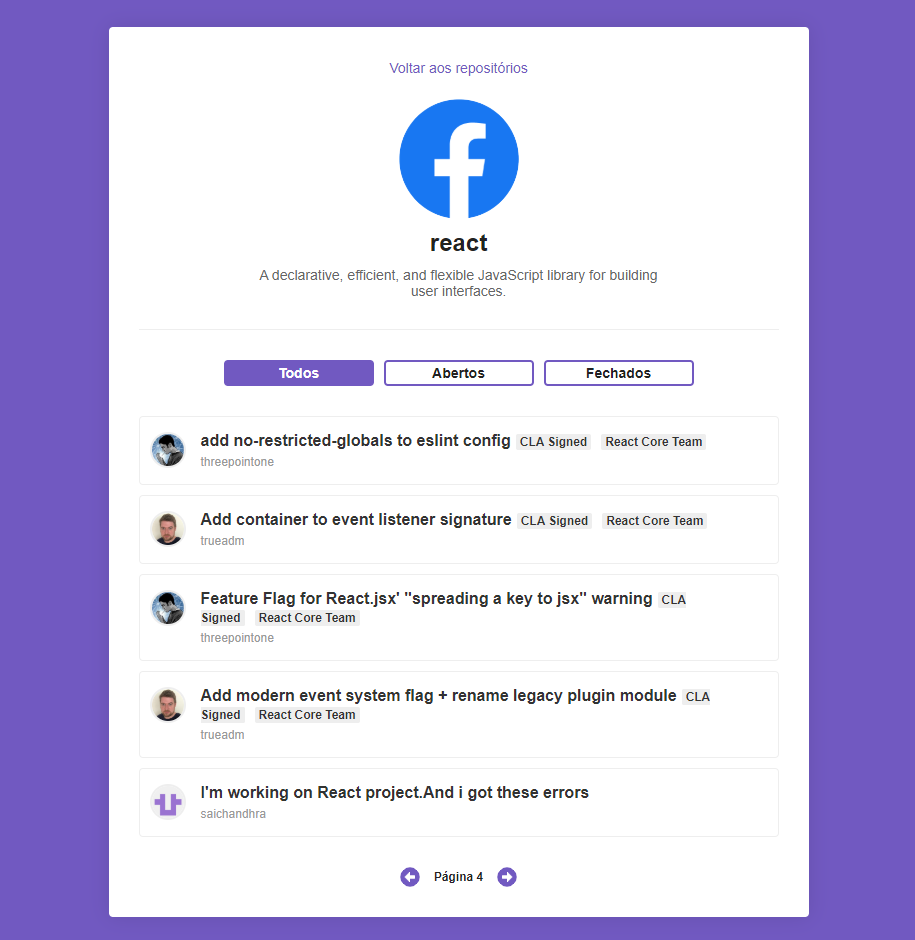 Voltar aos repositórios
react
A declarative, efficient, and flexible JavaScript library for building
user interfaces.
Todos Abertos Fechados
add no-restricted-globals to eslint config CLA Signed React Core Team
threepointone
Add container to event listener signature CLA Signed React Core Team
trueadm
Feature Flag for React.jsx' "spreading a key to jsx" warning CLA
Signed React Core Team
threepointone
Add modern event system flag + rename legacy plugin module CLA
Signed React Core Team
trueadm
I'm working on React project.And i got these errors
saichandhra
Página 4